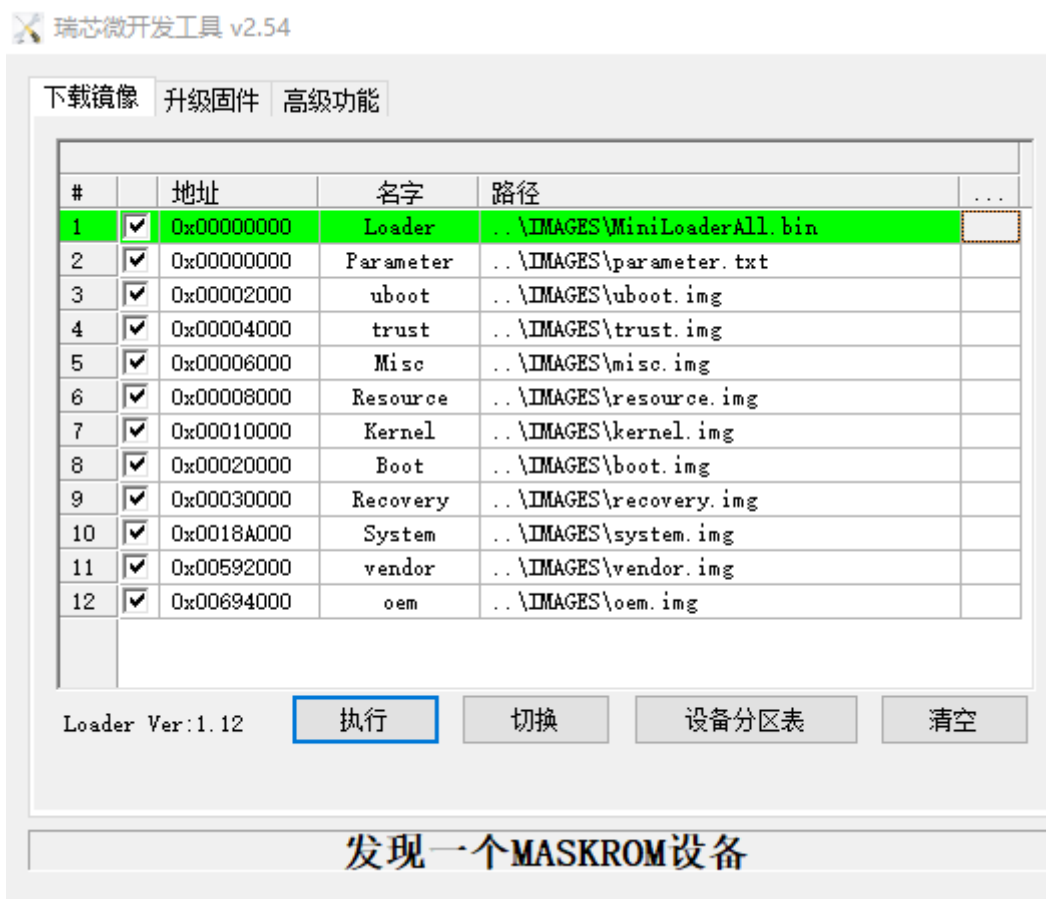 瑞芯微开发工具 v2.54
下载镜像 升级固件 高级功能
# 地址 名字 路径 ...
1 0x00000000 Loader ..\IMAGES\MiniLoaderAll.bin
2 0x00000000 Parameter ..\IMAGES\parameter.txt
3 0x00002000 uboot ..\IMAGES\uboot.img
4 0x00004000 trust ..\IMAGES\trust.img
5 0x00006000 Misc ..\IMAGES\misc.img
6 0x00008000 Resource ..\IMAGES\resource.img
7 0x00010000 Kernel ..\IMAGES\kernel.img
8 0x00020000 Boot ..\IMAGES\boot.img
9 0x00030000 Recovery ..\IMAGES\recovery.img
10 0x0018A000 System ..\IMAGES\system.img
11 0x00592000 vendor ..\IMAGES\vendor.img
12 0x00694000 oem ..\IMAGES\oem.img
Loader Ver:1.12 执行 切换 设备分区表 清空
发现一个MASKROM设备